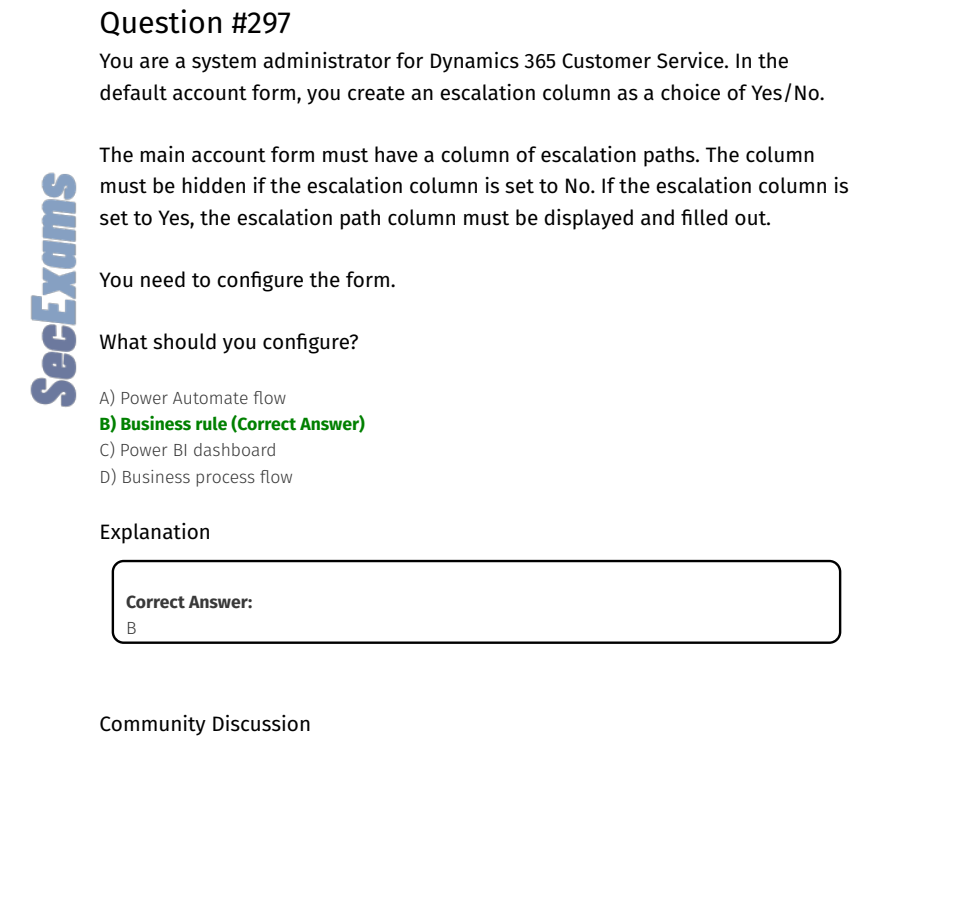 Question #297
You are a system administrator for Dynamics 365 Customer Service. In the
default account form, you create an escalation column as a choice of Yes/No.
The main account form must have a column of escalation paths. The column
must be hidden if the escalation column is set to No. If the escalation column is
set to Yes, the escalation path column must be displayed and filled out.
You need to configure the form.
What should you configure?
A) Power Automate flow
B) Business rule (Correct Answer)
C) Power BI dashboard
D) Business process flow
Explanation
Correct Answer:
B
Community Discussion
SecExams